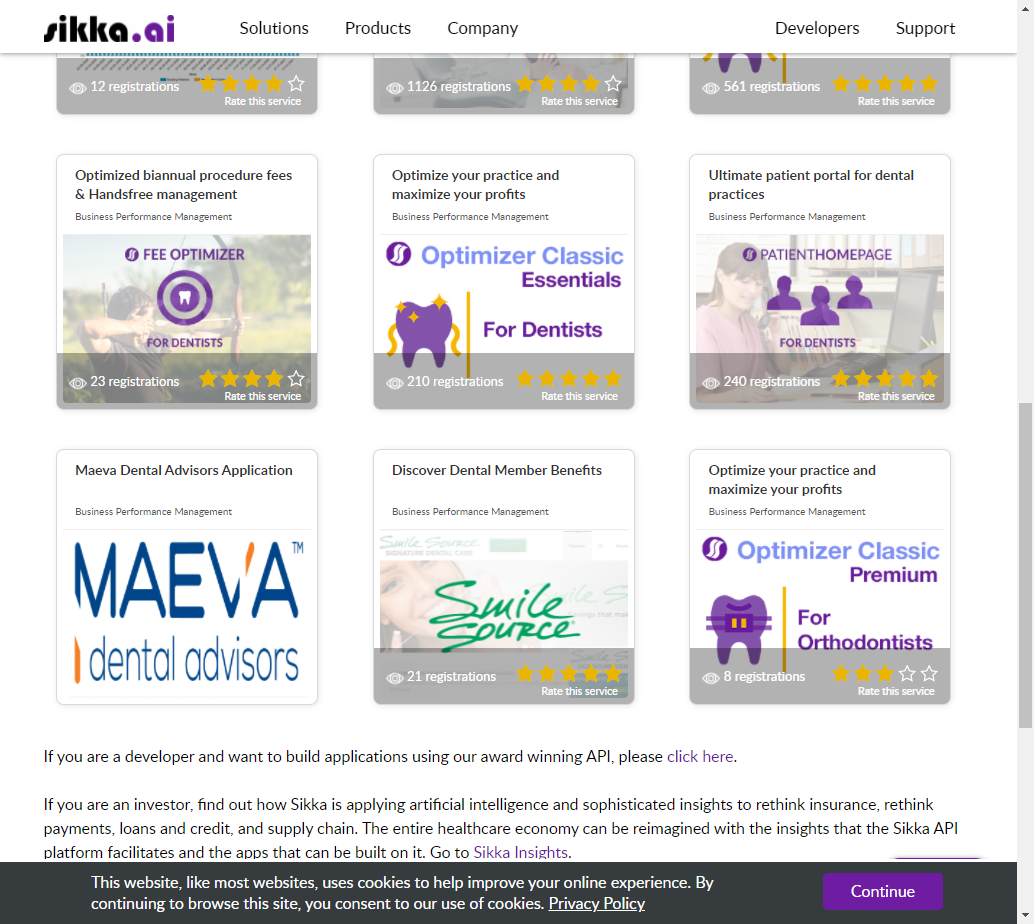 sikka.ai
Solutions
Products
Company
Developers
Support
12 registrations
Rate this service
1126 registrations
Rate this service
561 registrations
Rate this service
Optimized biannual procedure fees
& Handsfree management
Business Performance Management
FEE OPTIMIZER
FOR DENTISTS
23 registrations
Rate this service
Optimize your practice and
maximize your profits
Business Performance Management
Optimizer Classic
Essentials
For Dentists
210 registrations
Rate this service
Ultimate patient portal for dental
practices
Business Performance Management
PATIENTHOMEPAGE
FOR DENTISTS
240 registrations
Rate this service
Maeva Dental Advisors Application
Business Performance Management
MAEVA™
dental advisors
Discover Dental Member Benefits
Business Performance Management
Smile Source
SIGNATURE DENTAL CARE
Smile
Source
21 registrations
Rate this service
Optimize your practice and
maximize your profits
Business Performance Management
Optimizer Classic
Premium
For
Orthodontists
8 registrations
Rate this service
If you are a developer and want to build applications using our award winning API, please click here.
If you are an investor, find out how Sikka is applying artificial intelligence and sophisticated insights to rethink insurance, rethink
payments, loans and credit, and supply chain. The entire healthcare economy can be reimagined with the insights that the Sikka API
platform facilitates and the apps that can be built on it. Go to Sikka Insights.
This website, like most websites, uses cookies to help improve your online experience. By
continuing to browse this site, you consent to our use of cookies. Privacy Policy
Continue